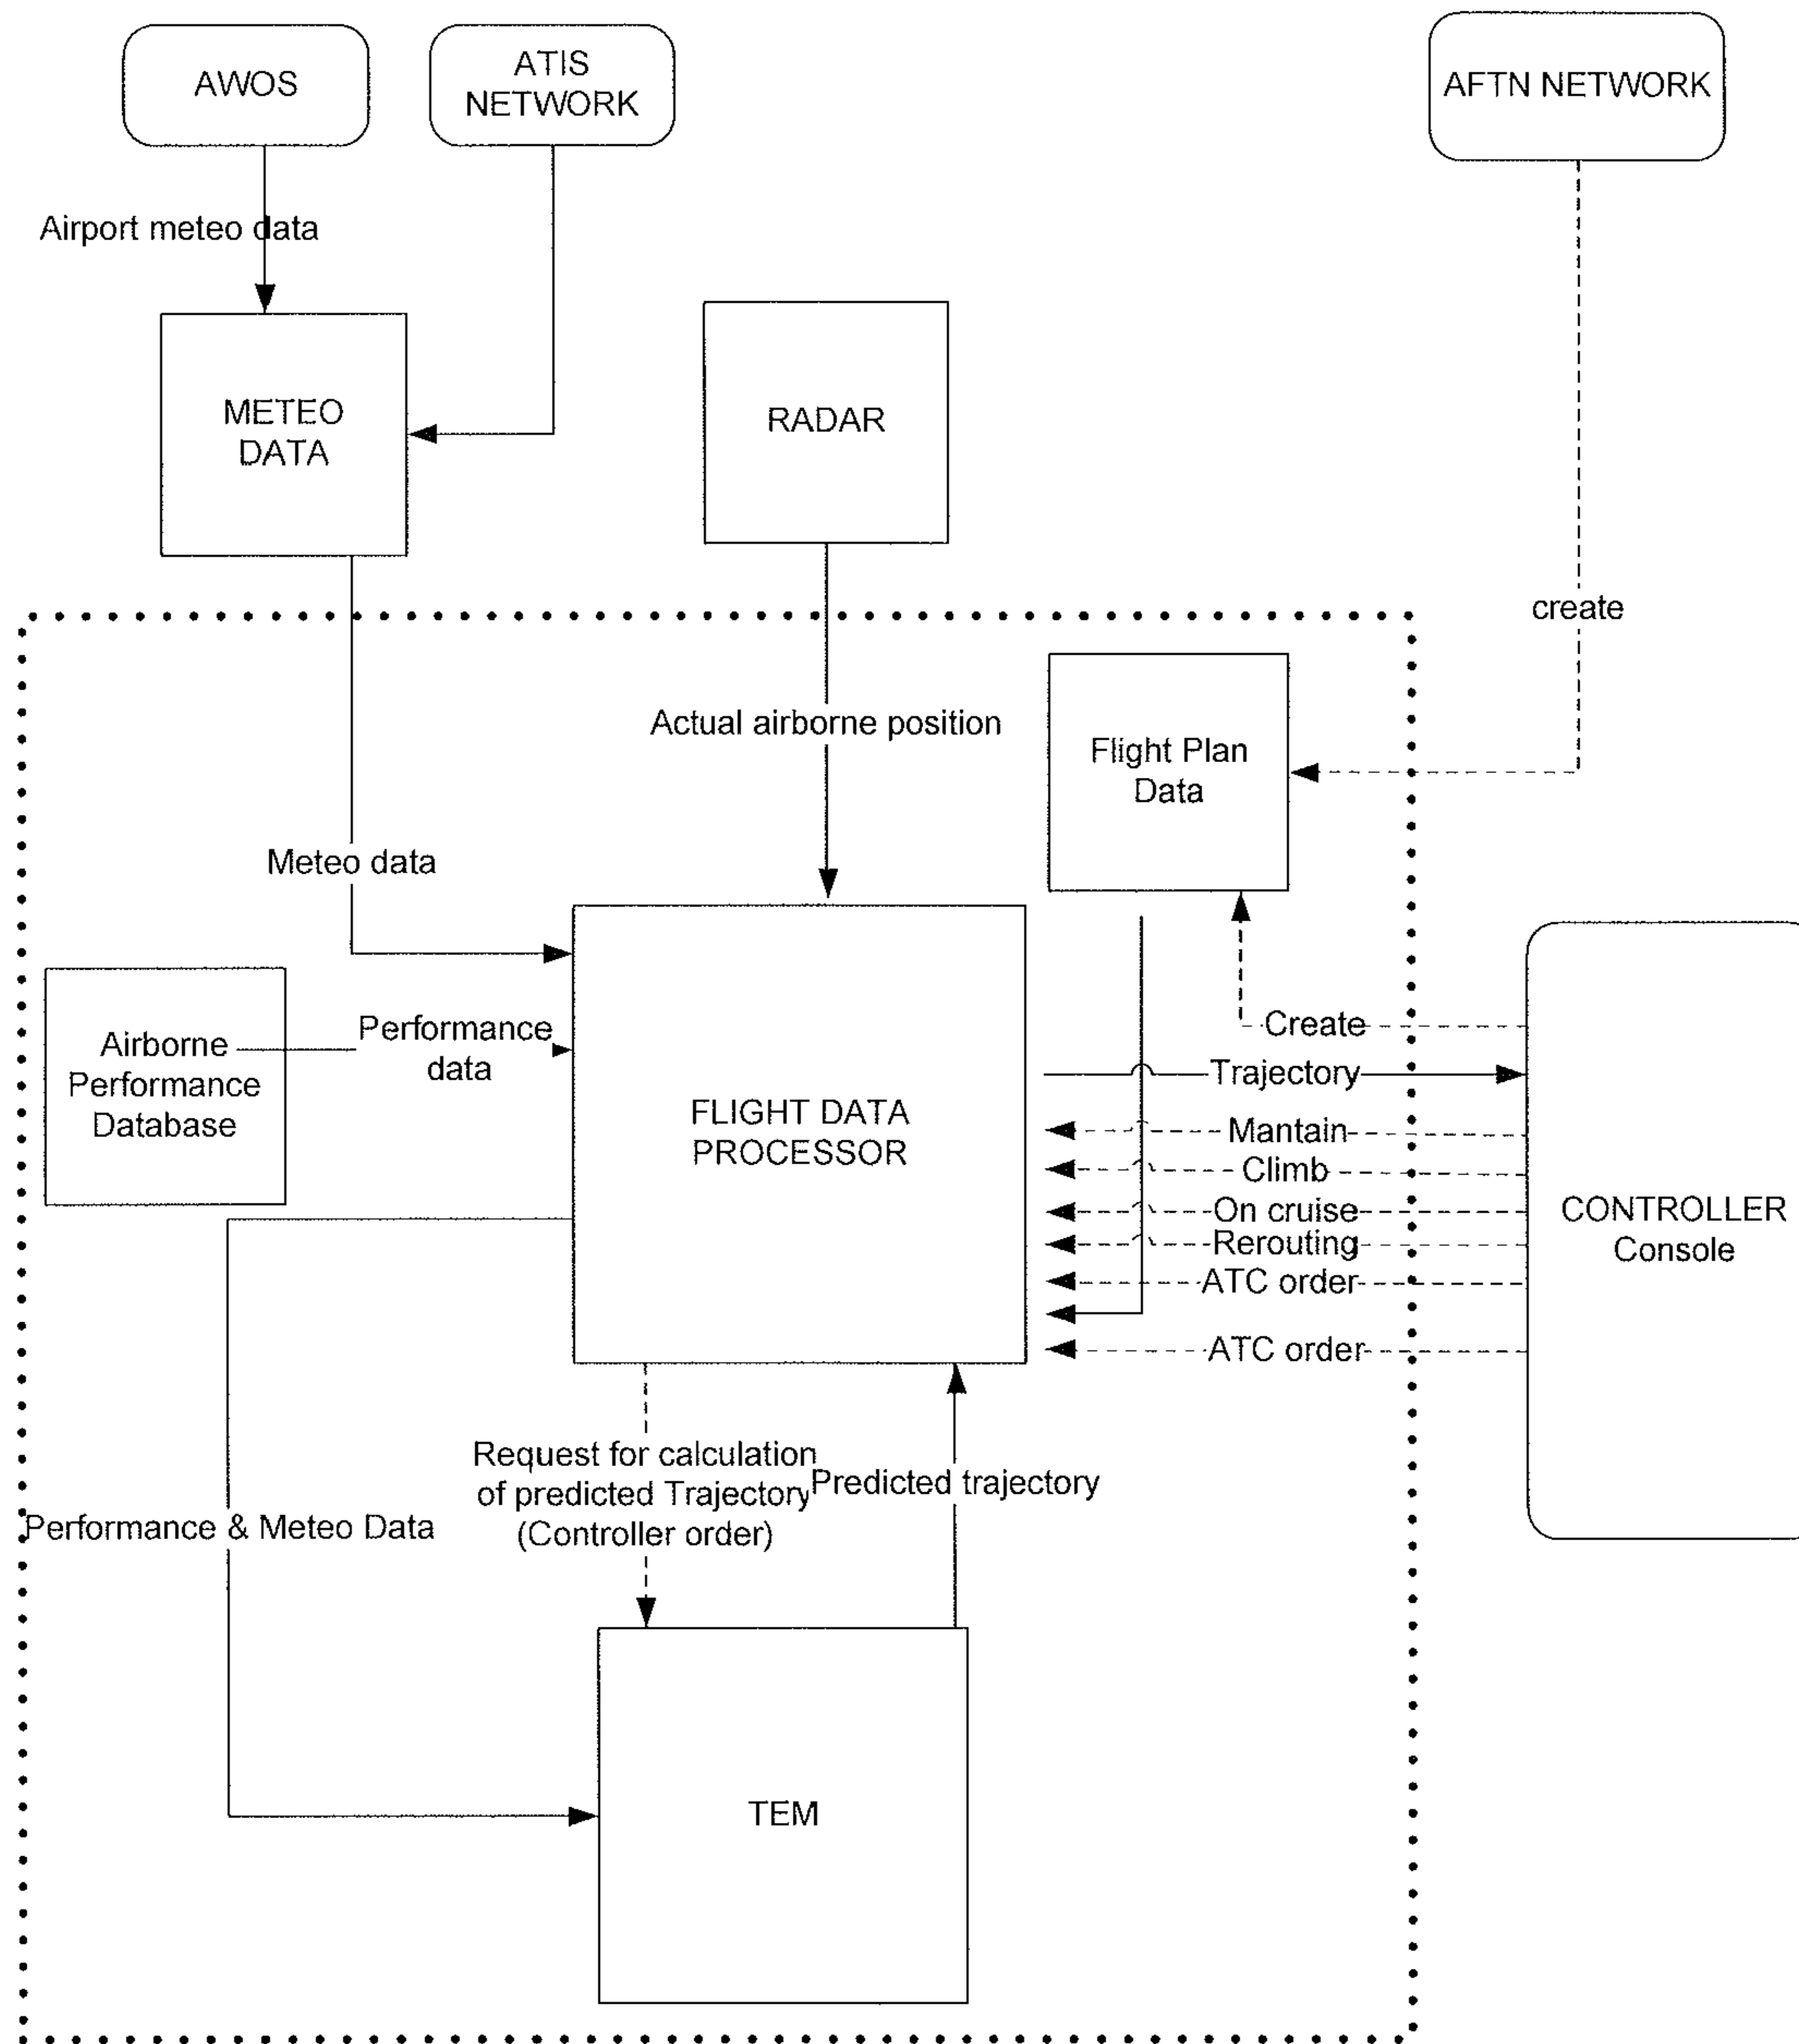 AWOS
ATIS
NETWORK
AFTN NETWORK
Airport meteo data
METEO
DATA
RADAR
create
Actual airborne position
Flight Plan
Data
Meteo data
Airborne
Performance
Database
Performance
data
FLIGHT DATA
PROCESSOR
Create
Trajectory
Mantain
Climb
On cruise
Rerouting
ATC order
ATC order
CONTROLLER
Console
Request for calculation
of predicted Trajectory
(Controller order)
Predicted trajectory
Performance & Meteo Data
TEM